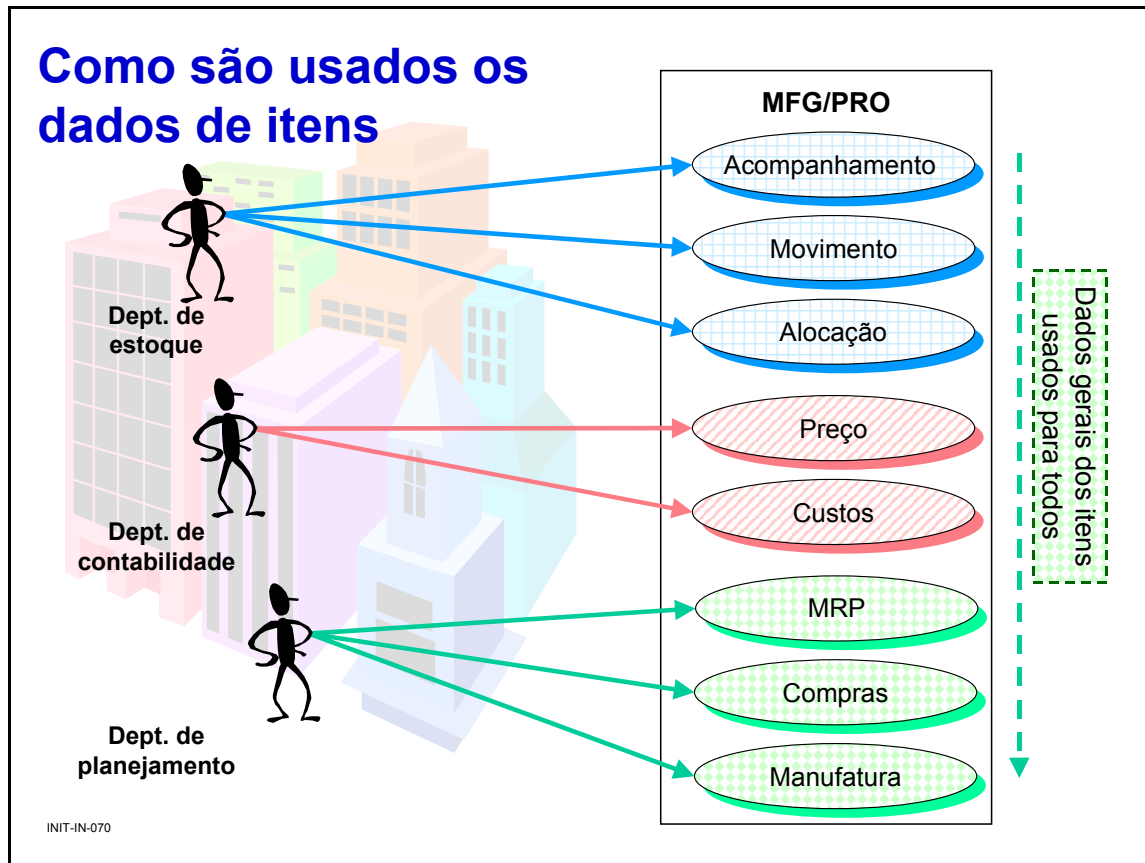 Como são usados os
dados de itens
MFG/PRO
Acompanhamento
Movimento
Alocação
Preço
Custos
MRP
Compras
Manufatura
Dept. de
estoque
Dept. de
contabilidade
Dept. de
planejamento
Dados gerais dos itens
usados para todos
INIT-IN-070